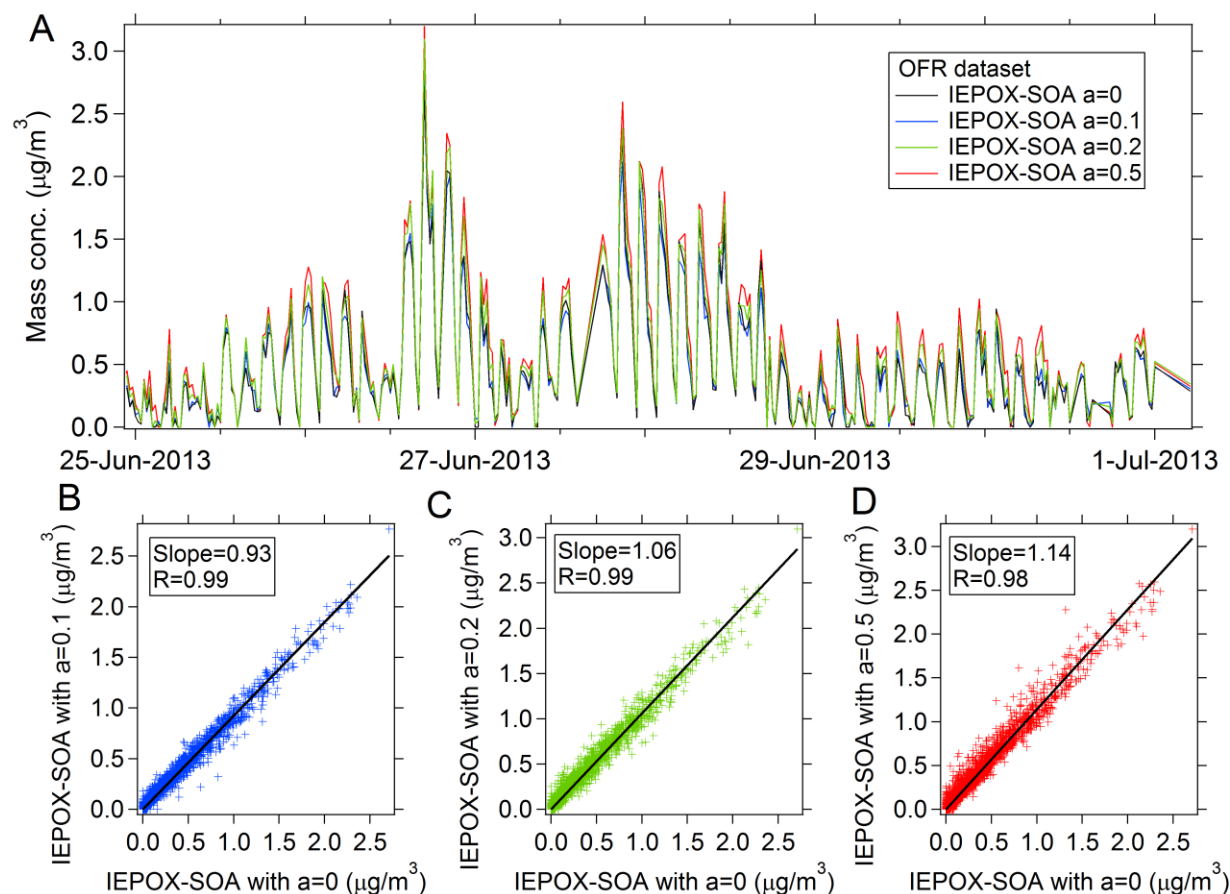 A
Mass conc. (µg/m³)
3.0
2.5
2.0
1.5
1.0
0.5
0.0
OFR dataset
IEPOX-SOA a=0
IEPOX-SOA a=0.1
IEPOX-SOA a=0.2
IEPOX-SOA a=0.5
25-Jun-2013
27-Jun-2013
29-Jun-2013
1-Jul-2013
B
IEPOX-SOA with a=0.1 (µg/m³)
2.5
2.0
1.5
1.0
0.5
0.0
Slope=0.93
R=0.99
0.0 0.5 1.0 1.5 2.0 2.5
IEPOX-SOA with a=0 (µg/m³)
C
IEPOX-SOA with a=0.2 (µg/m³)
3.0
2.5
2.0
1.5
1.0
0.5
0.0
Slope=1.06
R=0.99
0.0 0.5 1.0 1.5 2.0 2.5
IEPOX-SOA with a=0 (µg/m³)
D
IEPOX-SOA with a=0.5 (µg/m³)
3.0
2.5
2.0
1.5
1.0
0.5
0.0
Slope=1.14
R=0.98
0.0 0.5 1.0 1.5 2.0 2.5
IEPOX-SOA with a=0 (µg/m³)